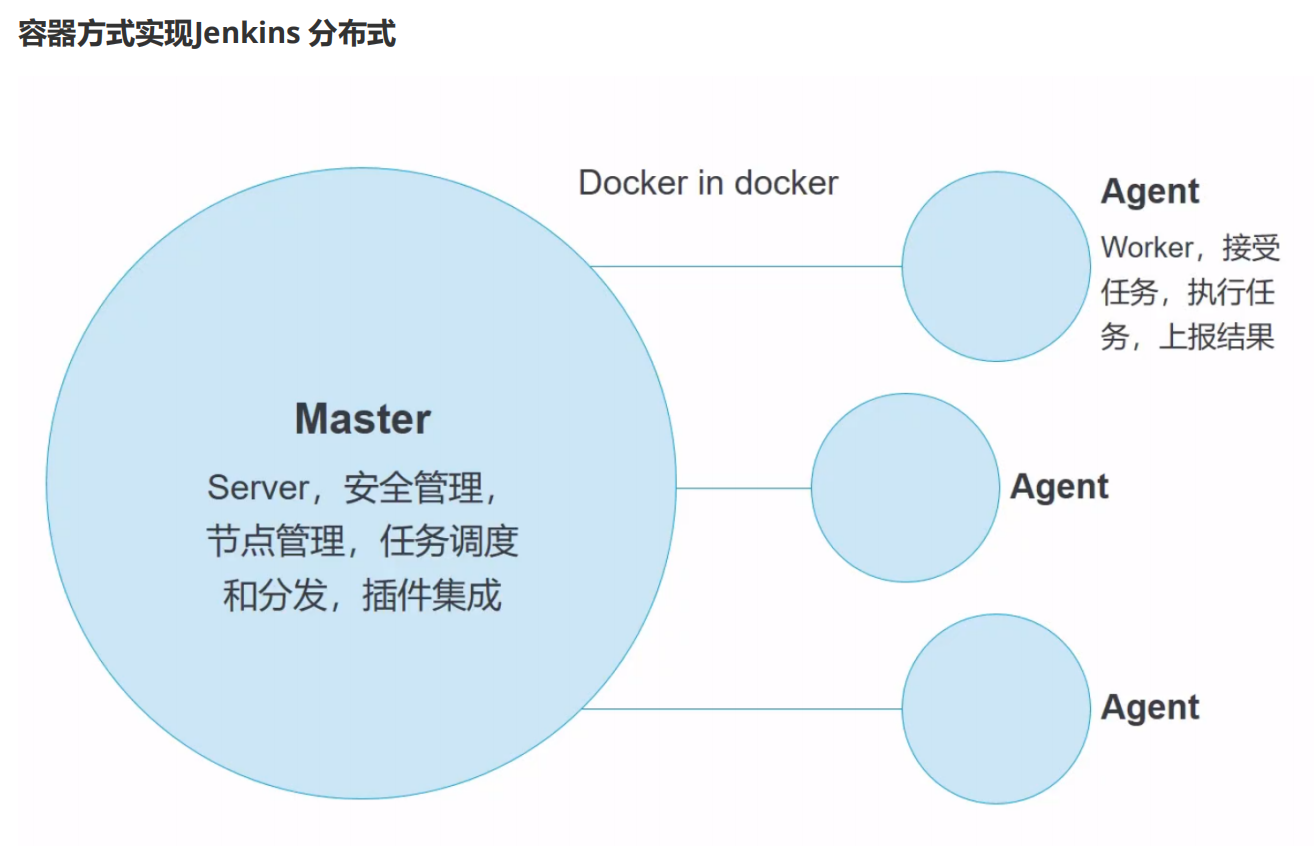 容器方式实现Jenkins 分布式
Docker in docker
Agent
Worker，接受
任务，执行任
务，上报结果
Master
Server，安全管理，
节点管理，任务调度
和分发，插件集成
Agent
Agent